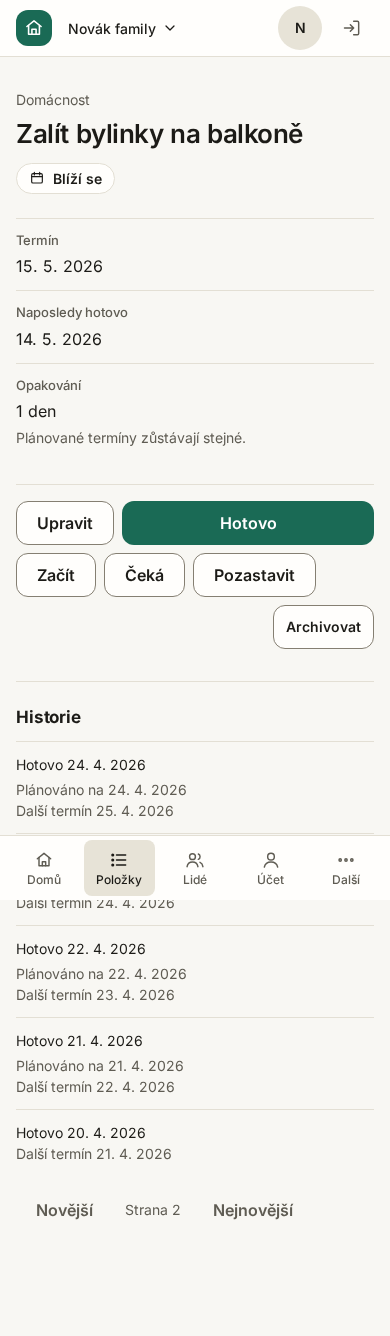 Novák family
N
Domácnost
Zalít bylinky na balkoně
Blíží se
Termín
15. 5. 2026
Naposledy hotovo
14. 5. 2026
Opakování
1 den
Plánované termíny zůstávají stejné.
Upravit
Hotovo
Začít
Čeká
Pozastavit
Archivovat
Historie
Hotovo 24. 4. 2026
Plánováno na 24. 4. 2026
Další termín 25. 4. 2026
Domů
Položky
Lidé
Účet
Další
Další termín 24. 4. 2026
Hotovo 22. 4. 2026
Plánováno na 22. 4. 2026
Další termín 23. 4. 2026
Hotovo 21. 4. 2026
Plánováno na 21. 4. 2026
Další termín 22. 4. 2026
Hotovo 20. 4. 2026
Další termín 21. 4. 2026
Novější
Strana 2
Nejnovější